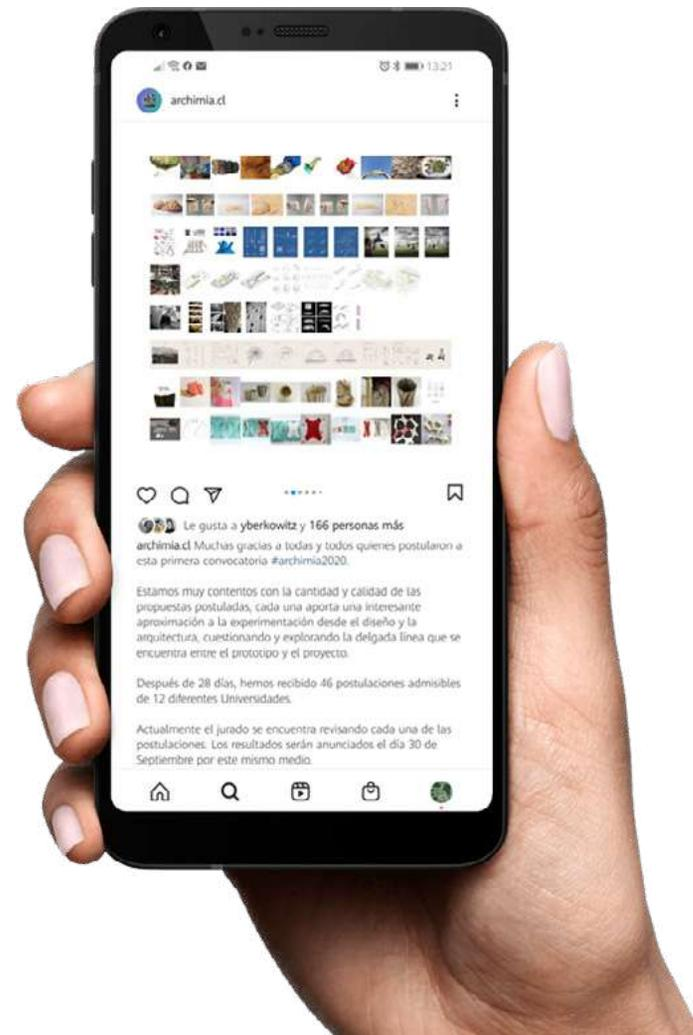 13:21
archimia.cl
Le gusta a yberkowitz y 166 personas más
archimia.cl Muchas gracias a todas y todos quienes postularon a
esta primera convocatoria #archimia2020.
Estamos muy contentos con la cantidad y calidad de las
propuestas postuladas, cada una aporta una interesante
aproximación a la experimentación desde el diseño y la
arquitectura, cuestionando y explorando la delgada línea que se
encuentra entre el prototipo y el proyecto.
Después de 28 días, hemos recibido 46 postulaciones admisibles
de 12 diferentes Universidades.
Actualmente el jurado se encuentra revisando cada una de las
postulaciones. Los resultados serán anunciados el día 30 de
Septiembre por este mismo medio.